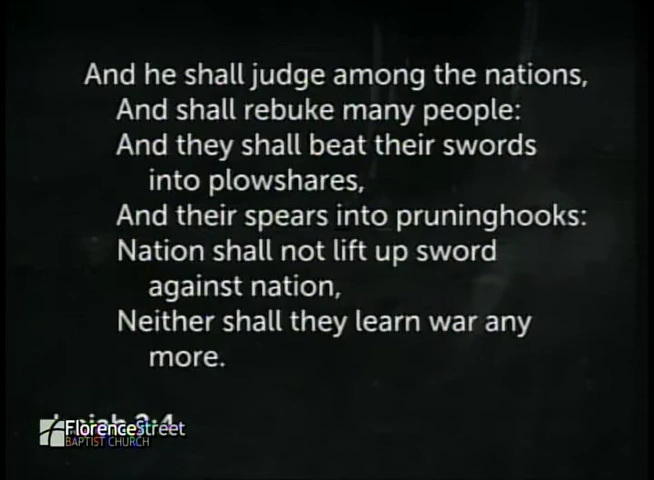 And he shall judge among the nations,
And shall rebuke many people:
And they shall beat their swords
into plowshares,
And their spears into pruninghooks:
Nation shall not lift up sword
against nation,
Neither shall they learn war any
more.
2:4
FlorenceStreet
BAPTIST CHURCH